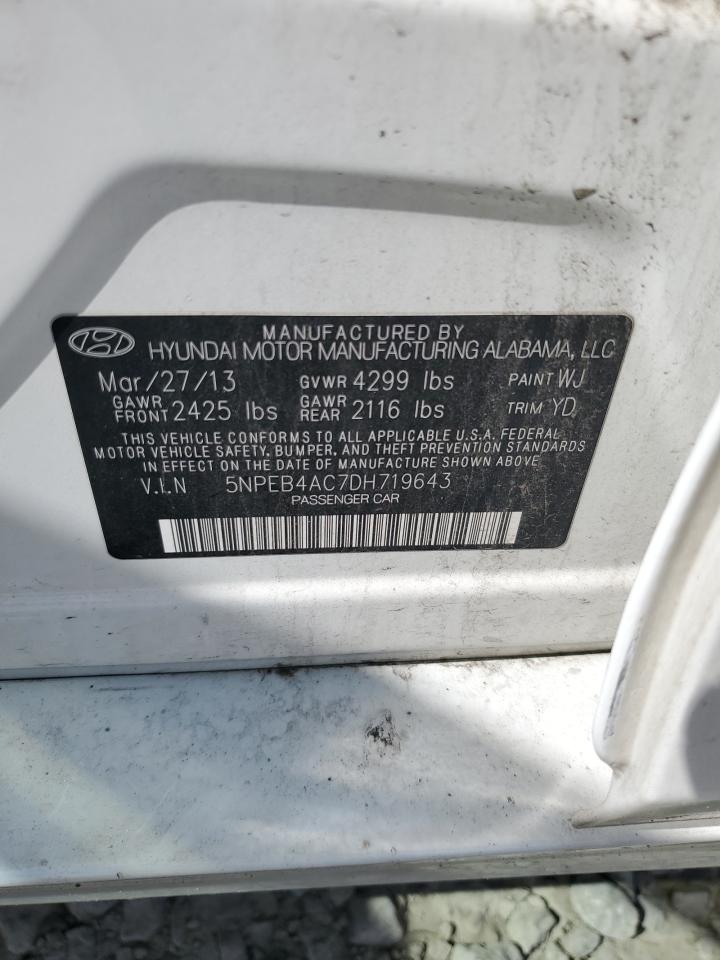 MANUFACTURED BY
HYUNDAI MOTOR MANUFACTURING ALABAMA, LLC
Mar/27/13 GVWR 4299 lbs PAINT WJ
GAWR FRONT 2425 lbs GAWR REAR 2116 lbs TRIM YD
THIS VEHICLE CONFORMS TO ALL APPLICABLE U.S.A. FEDERAL
MOTOR VEHICLE SAFETY, BUMPER, AND THEFT PREVENTION STANDARDS
IN EFFECT ON THE DATE OF MANUFACTURE SHOWN ABOVE.
V.I.N 5NPEB4AC7DH719643
PASSENGER CAR